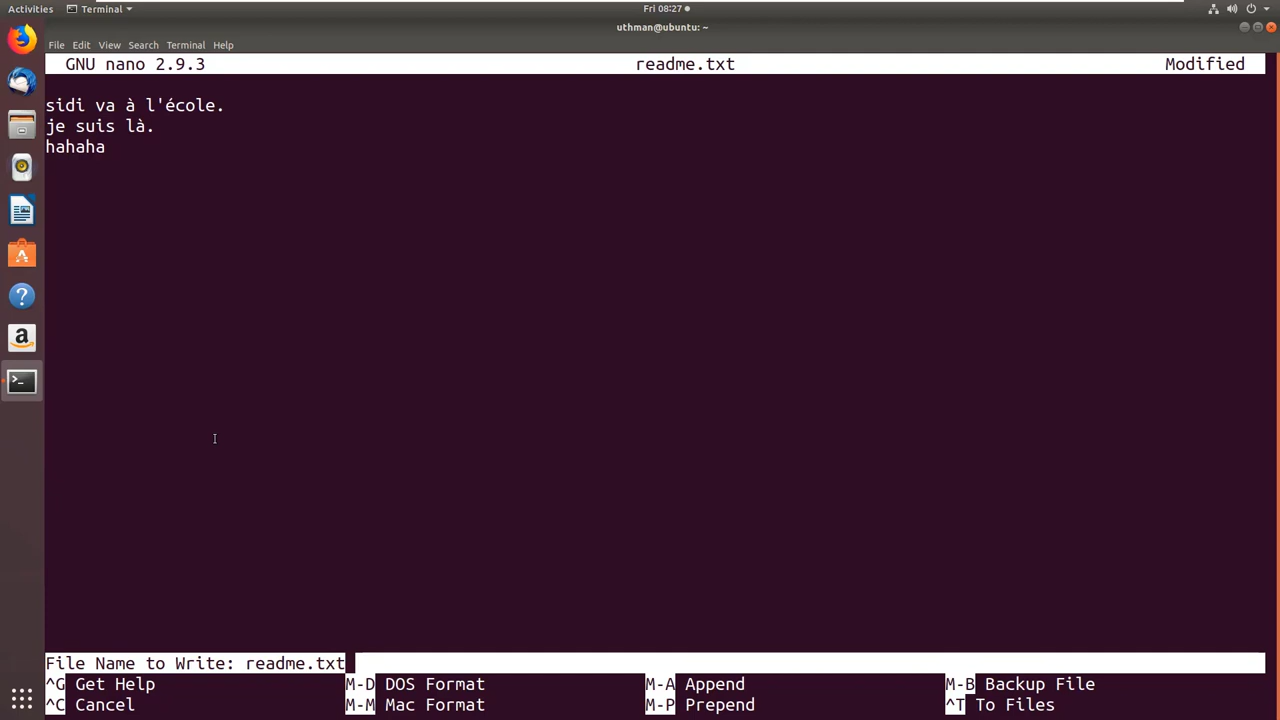 Activities Terminal Fri 08:27
uthman@ubuntu: ~
File Edit View Search Terminal Help
GNU nano 2.9.3 readme.txt Modified
sidi va à l'école.
je suis là.
hahaha
File Name to Write: readme.txt
^G Get Help M-D DOS Format M-A Append M-B Backup File
^C Cancel M-M Mac Format M-P Prepend ^T To Files